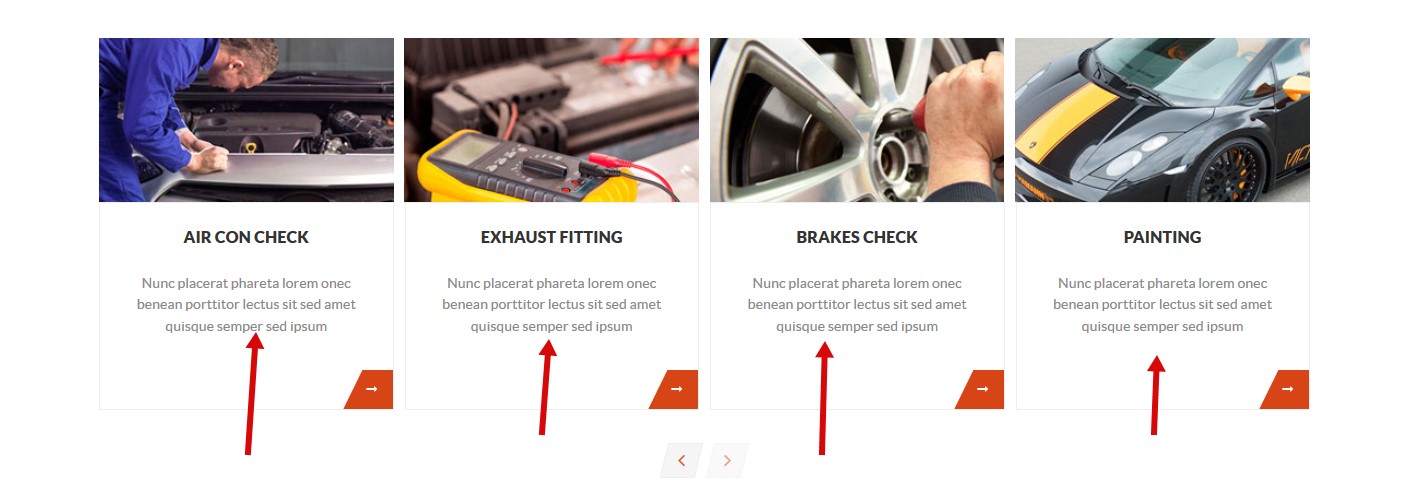 AIR CON CHECK
Nunc placerat phareta lorem onec
benean porttitor lectus sit sed amet
quisque semper sed ipsum
EXHAUST FITTING
Nunc placerat phareta lorem onec
benean porttitor lectus sit sed amet
quisque semper sed ipsum
BRAKES CHECK
Nunc placerat phareta lorem onec
benean porttitor lectus sit sed amet
quisque semper sed ipsum
PAINTING
Nunc placerat phareta lorem onec
benean porttitor lectus sit sed amet
quisque semper sed ipsum